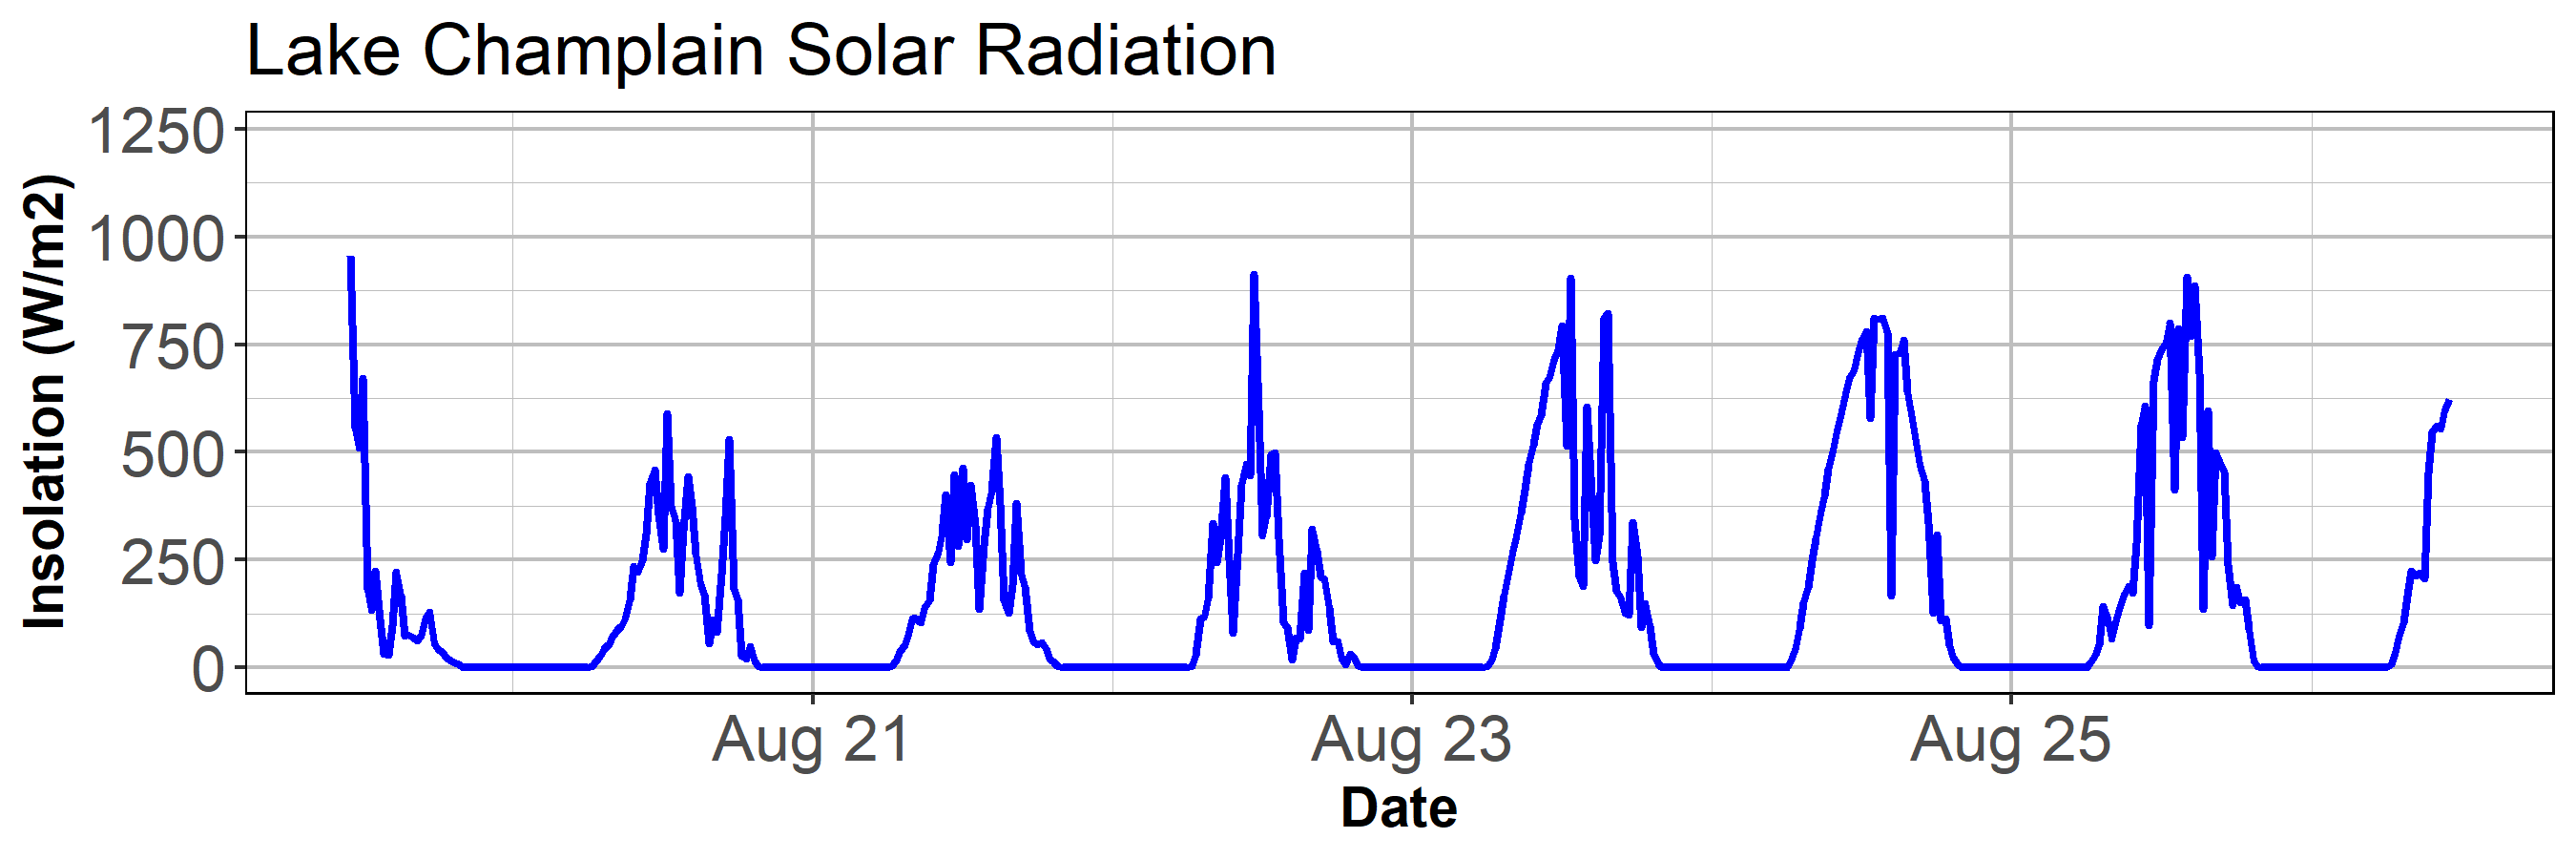 Lake Champlain Solar Radiation
1250
1000
750
500
250
0
Insolation (W/m2)
Aug 21
Aug 23
Aug 25
Date